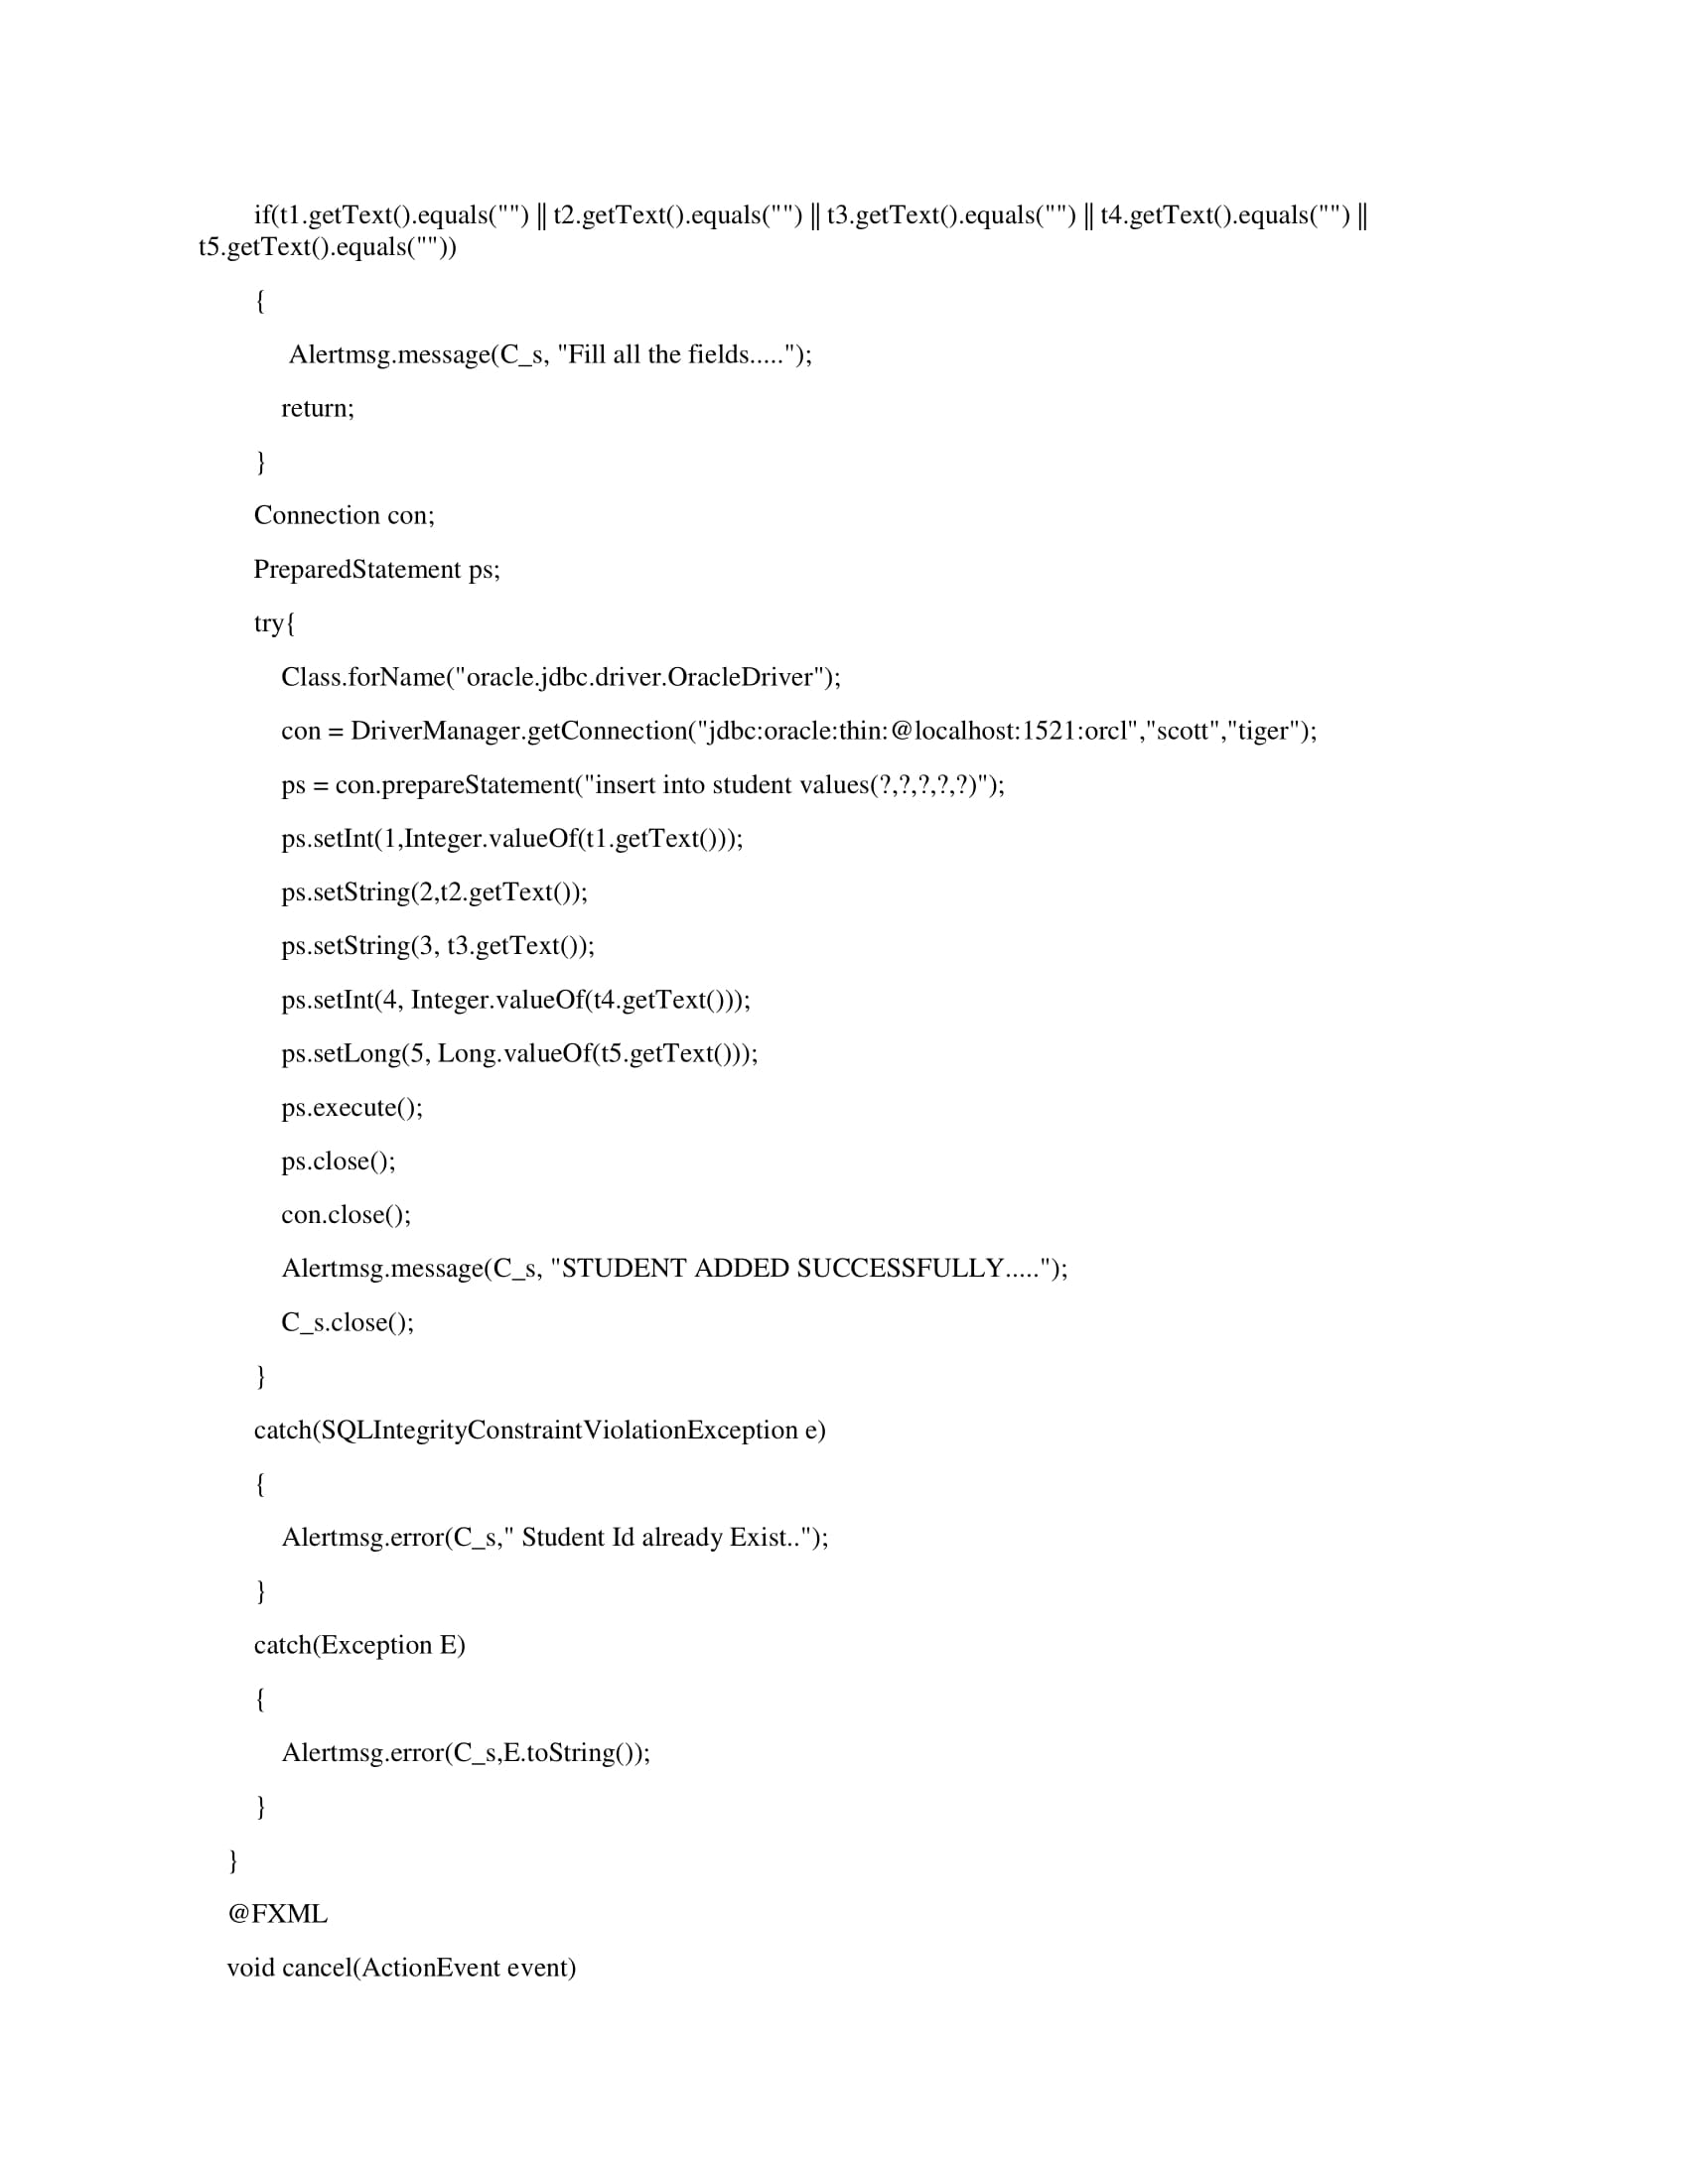 if(t1.getText().equals("") || t2.getText().equals("") || t3.getText().equals("") || t4.getText().equals("") ||
t5.getText().equals(""))
{
Alertmsg.message(C_s, "Fill all the fields.....");
return;
}
Connection con;
PreparedStatement ps;
try{
Class.forName("oracle.jdbc.driver.OracleDriver");
con = DriverManager.getConnection("jdbc:oracle:thin:@localhost:1521:orcl","scott","tiger");
ps = con.prepareStatement("insert into student values(?,?,?,?,?)");
ps.setInt(1,Integer.valueOf(t1.getText()));
ps.setString(2,t2.getText());
ps.setString(3, t3.getText());
ps.setInt(4, Integer.valueOf(t4.getText()));
ps.setLong(5, Long.valueOf(t5.getText()));
ps.execute();
ps.close();
con.close();
Alertmsg.message(C_s, "STUDENT ADDED SUCCESSFULLY.....");
C_s.close();
}
catch(SQLIntegrityConstraintViolationException e)
{
Alertmsg.error(C_s," Student Id already Exist..");
}
catch(Exception E)
{
Alertmsg.error(C_s,E.toString());
}
}
@FXML
void cancel(ActionEvent event)